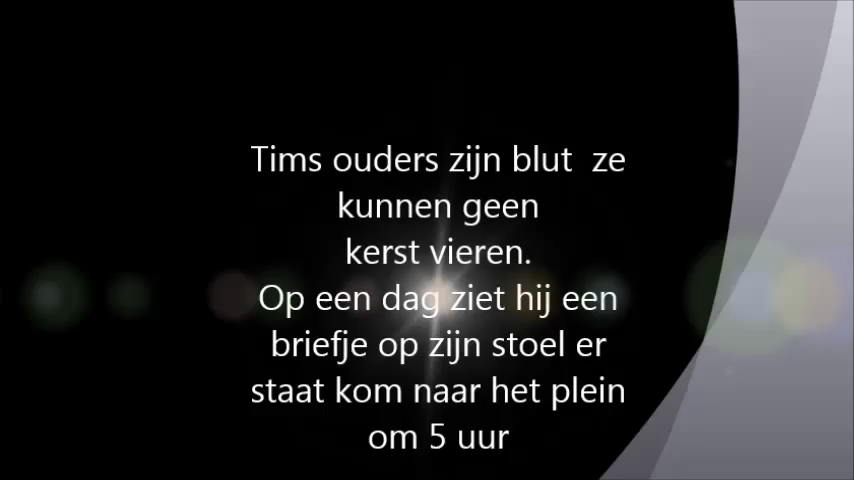 Tims ouders zijn blut  ze
kunnen geen
kerst vieren.
Op een dag ziet hij een
briefje op zijn stoel er
staat kom naar het plein
om 5 uur